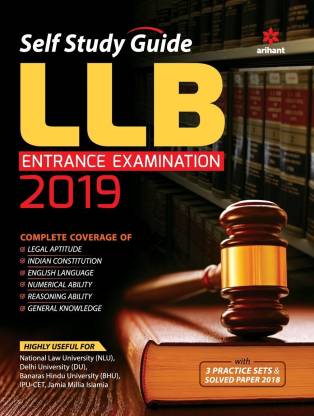 Self Study Guide
arihant
LLB
ENTRANCE EXAMINATION
2019
COMPLETE COVERAGE OF
LEGAL APTITUDE
INDIAN CONSTITUTION
ENGLISH LANGUAGE
NUMERICAL ABILITY
REASONING ABILITY
GENERAL KNOWLEDGE
HIGHLY USEFUL FOR
National Law University (NLU),
Delhi University (DU),
Banaras Hindu University (BHU),
IPU-CET, Jamia Millia Islamia
with
3 PRACTICE SETS &
SOLVED PAPER 2018